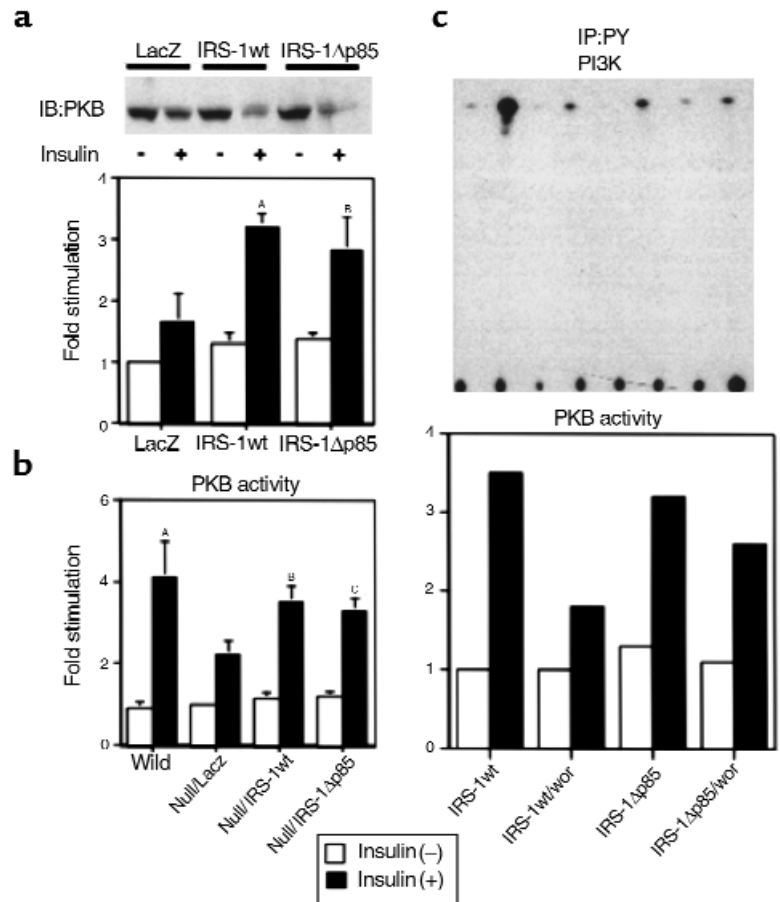 a
LacZ IRS-1wt IRS-1Δp85
IB:PKB
Insulin - + - + - +
Fold stimulation
4
3
2
1
0
A
B
LacZ IRS-1wt IRS-1Δp85
b
PKB activity
Fold stimulation
6
4
2
0
A
B
C
Wild
Null/Lacz
Null/IRS-1wt
Null/IRS-1Δp85
c
IP:PY
PI3K
PKB activity
4
3
2
1
0
IRS-1wt
IRS-1wt/wor
IRS-1Δp85
IRS-1Δp85/wor
Insulin (–)
Insulin (+)